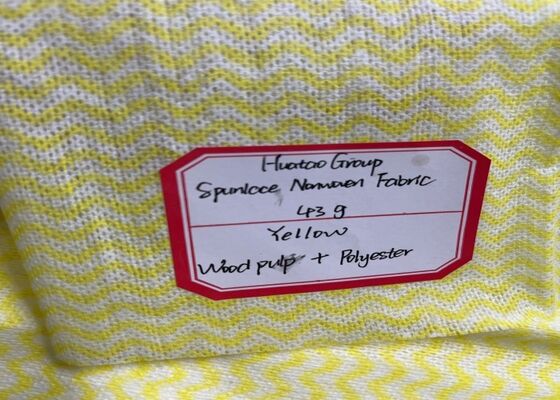 Huatao Group
Spunlace Nonwoven Fabric
43 g
Yellow
Wood pulp + Polyester